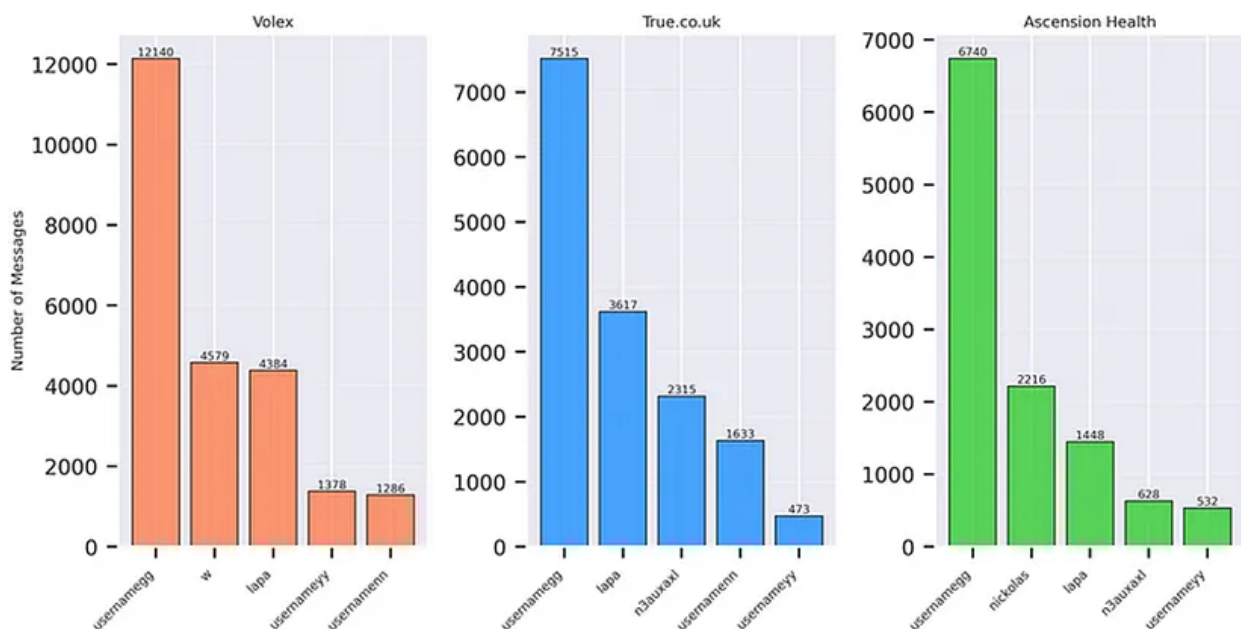 Volex
True.co.uk
Ascension Health
Number of Messages
12000
10000
8000
6000
4000
2000
0
12140
4579
4384
1378
1286
usernamegg
w
lapa
usernameyy
usernamenn
7000
6000
5000
4000
3000
2000
1000
0
7515
3617
2315
1633
473
usernamegg
lapa
n3auxaxl
usernamenn
usernameyy
7000
6000
5000
4000
3000
2000
1000
0
6740
2216
1448
628
532
usernamegg
nickolas
lapa
n3auxaxl
usernameyy